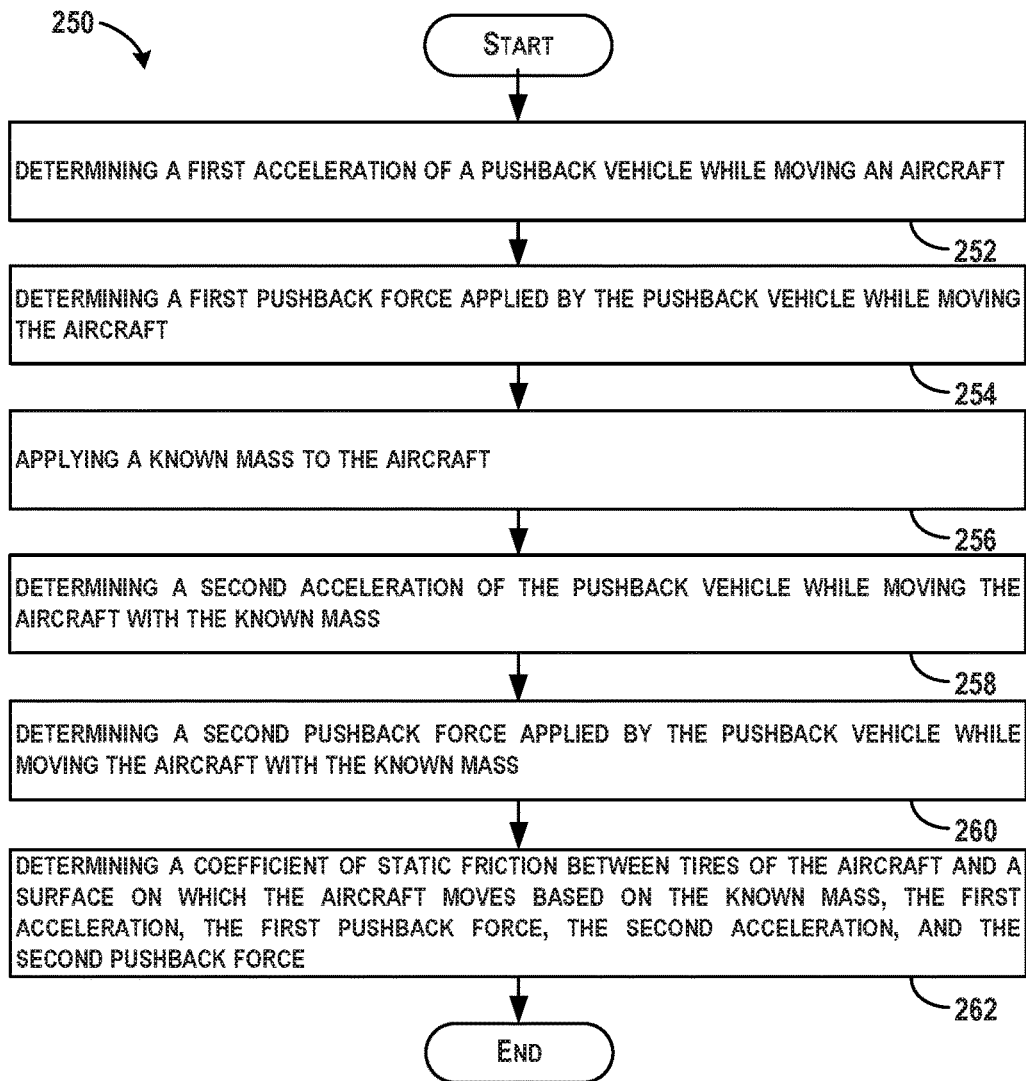 250
START
DETERMINING A FIRST ACCELERATION OF A PUSHBACK VEHICLE WHILE MOVING AN AIRCRAFT
252
DETERMINING A FIRST PUSHBACK FORCE APPLIED BY THE PUSHBACK VEHICLE WHILE MOVING
THE AIRCRAFT
254
APPLYING A KNOWN MASS TO THE AIRCRAFT
256
DETERMINING A SECOND ACCELERATION OF THE PUSHBACK VEHICLE WHILE MOVING THE
AIRCRAFT WITH THE KNOWN MASS
258
DETERMINING A SECOND PUSHBACK FORCE APPLIED BY THE PUSHBACK VEHICLE WHILE
MOVING THE AIRCRAFT WITH THE KNOWN MASS
260
DETERMINING A COEFFICIENT OF STATIC FRICTION BETWEEN TIRES OF THE AIRCRAFT AND A
SURFACE ON WHICH THE AIRCRAFT MOVES BASED ON THE KNOWN MASS, THE FIRST
ACCELERATION, THE FIRST PUSHBACK FORCE, THE SECOND ACCELERATION, AND THE
SECOND PUSHBACK FORCE
262
END